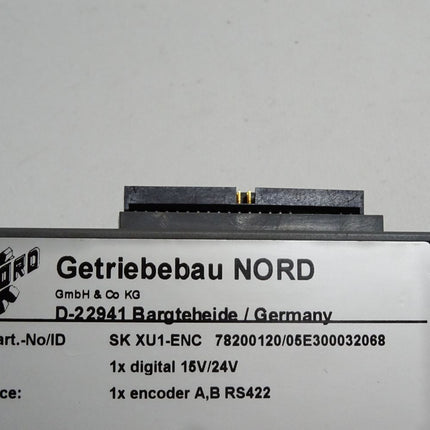 NORD
Getriebebau NORD
GmbH & Co KG
D-22941 Bargteheide / Germany
art.-No/ID SK XU1-ENC 78200120/05E300032068
1x digital 15V/24V
ce: 1x encoder A,B RS422